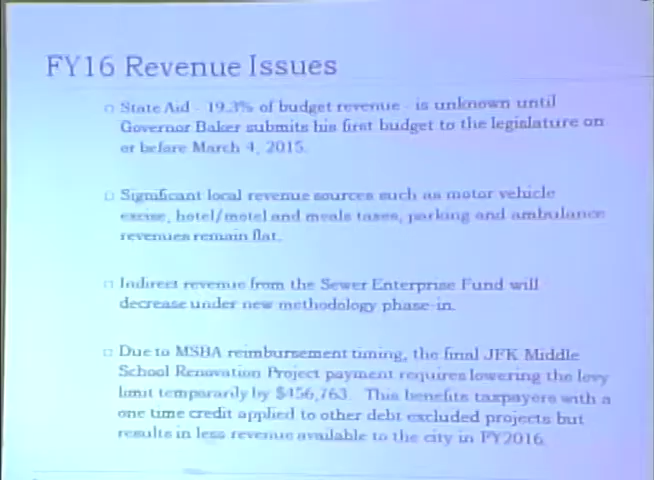 FY16 Revenue Issues
State Aid - 19.3% of budget revenue - is unknown until
Governor Baker submits his first budget to the legislature on
or before March 4, 2015.
Significant local revenue sources such as motor vehicle
excise, hotel/motel and meals taxes, parking and ambulance
revenues remain flat.
Indirect revenue from the Sewer Enterprise Fund will
decrease under new methodology phase-in.
Due to MSBA reimbursement timing, the final JFK Middle
School Renovation Project payment requires lowering the levy
limit temporarily by $456,763. This benefits taxpayers with a
one time credit applied to other debt excluded projects but
results in less revenue available to the city in FY2016.